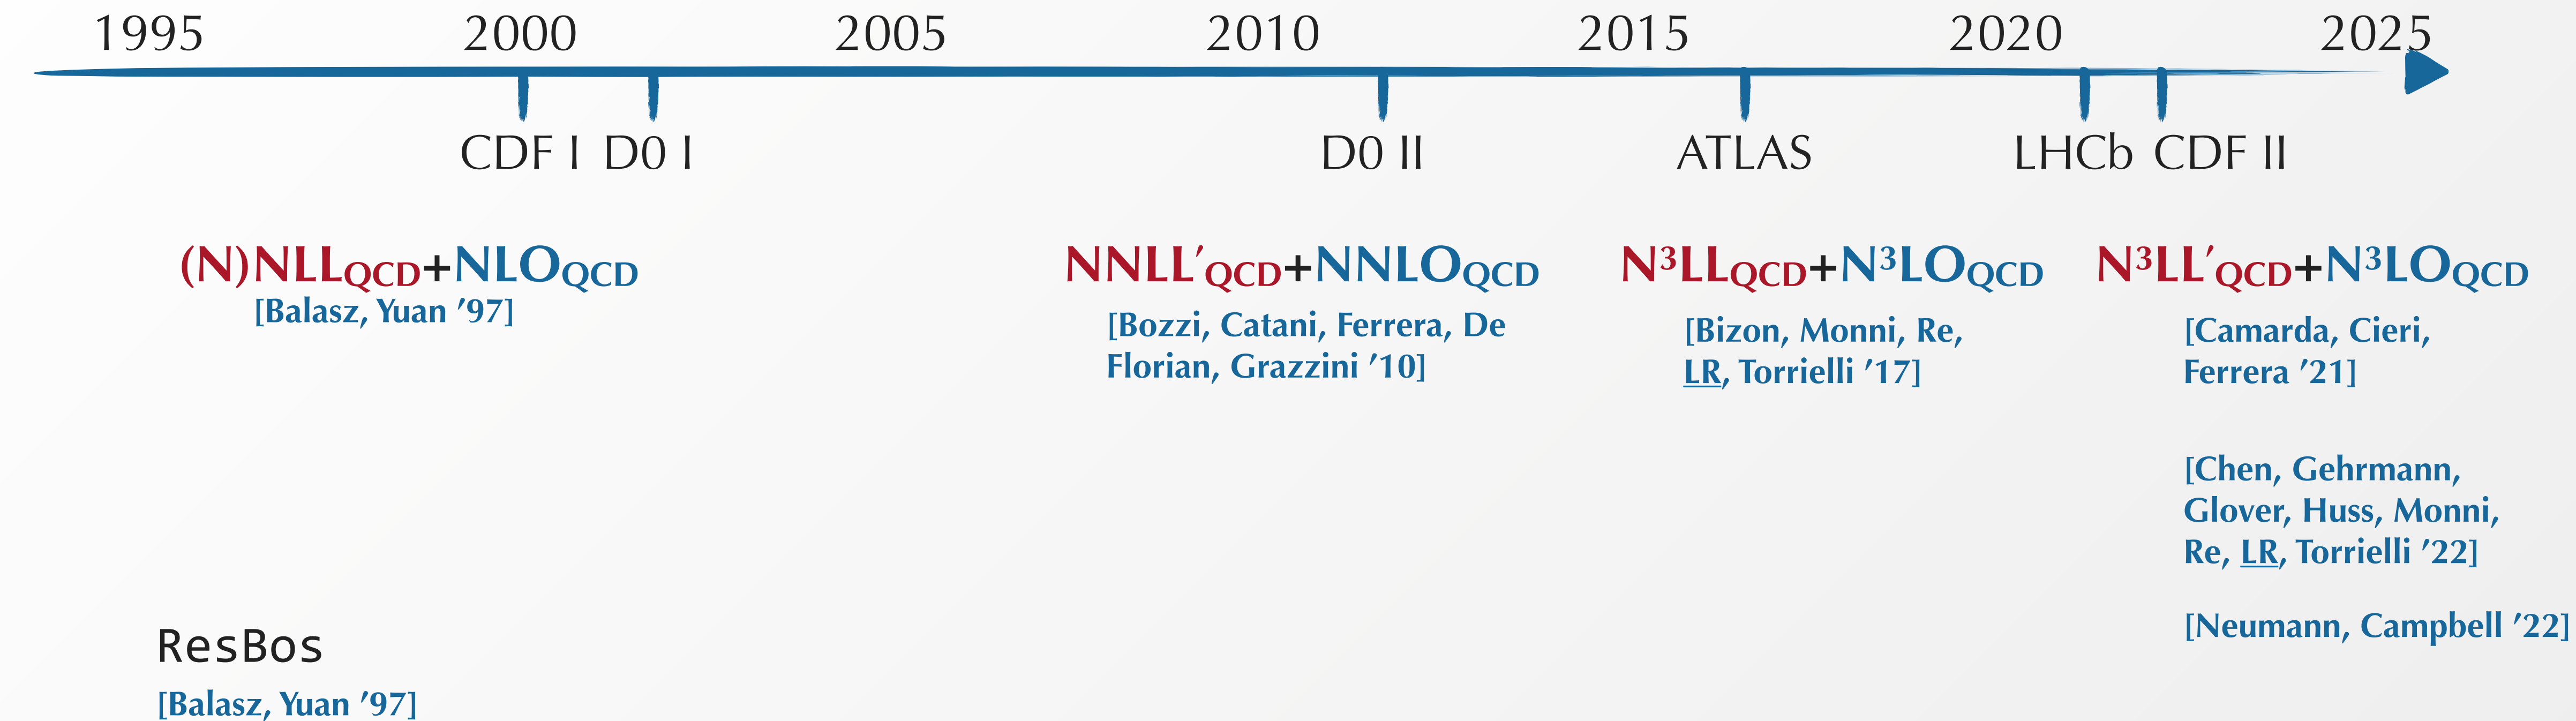 1995 2000 2005 2010 2015 2020 2025
CDF I D0 I D0 II ATLAS LHCb CDF II
(N)NLLQCD+NLOQCD NNLL′QCD+NNLOQCD N³LLQCD+N³LOQCD N³LL′QCD+N³LOQCD
[Balasz, Yuan ’97]
[Bozzi, Catani, Ferrera, De
Florian, Grazzini ’10]
[Bizon, Monni, Re,
LR, Torrielli ’17]
[Camarda, Cieri,
Ferrera ’21]
[Chen, Gehrmann,
Glover, Huss, Monni,
Re, LR, Torrielli ’22]
[Neumann, Campbell ’22]
ResBos
[Balasz, Yuan ’97]